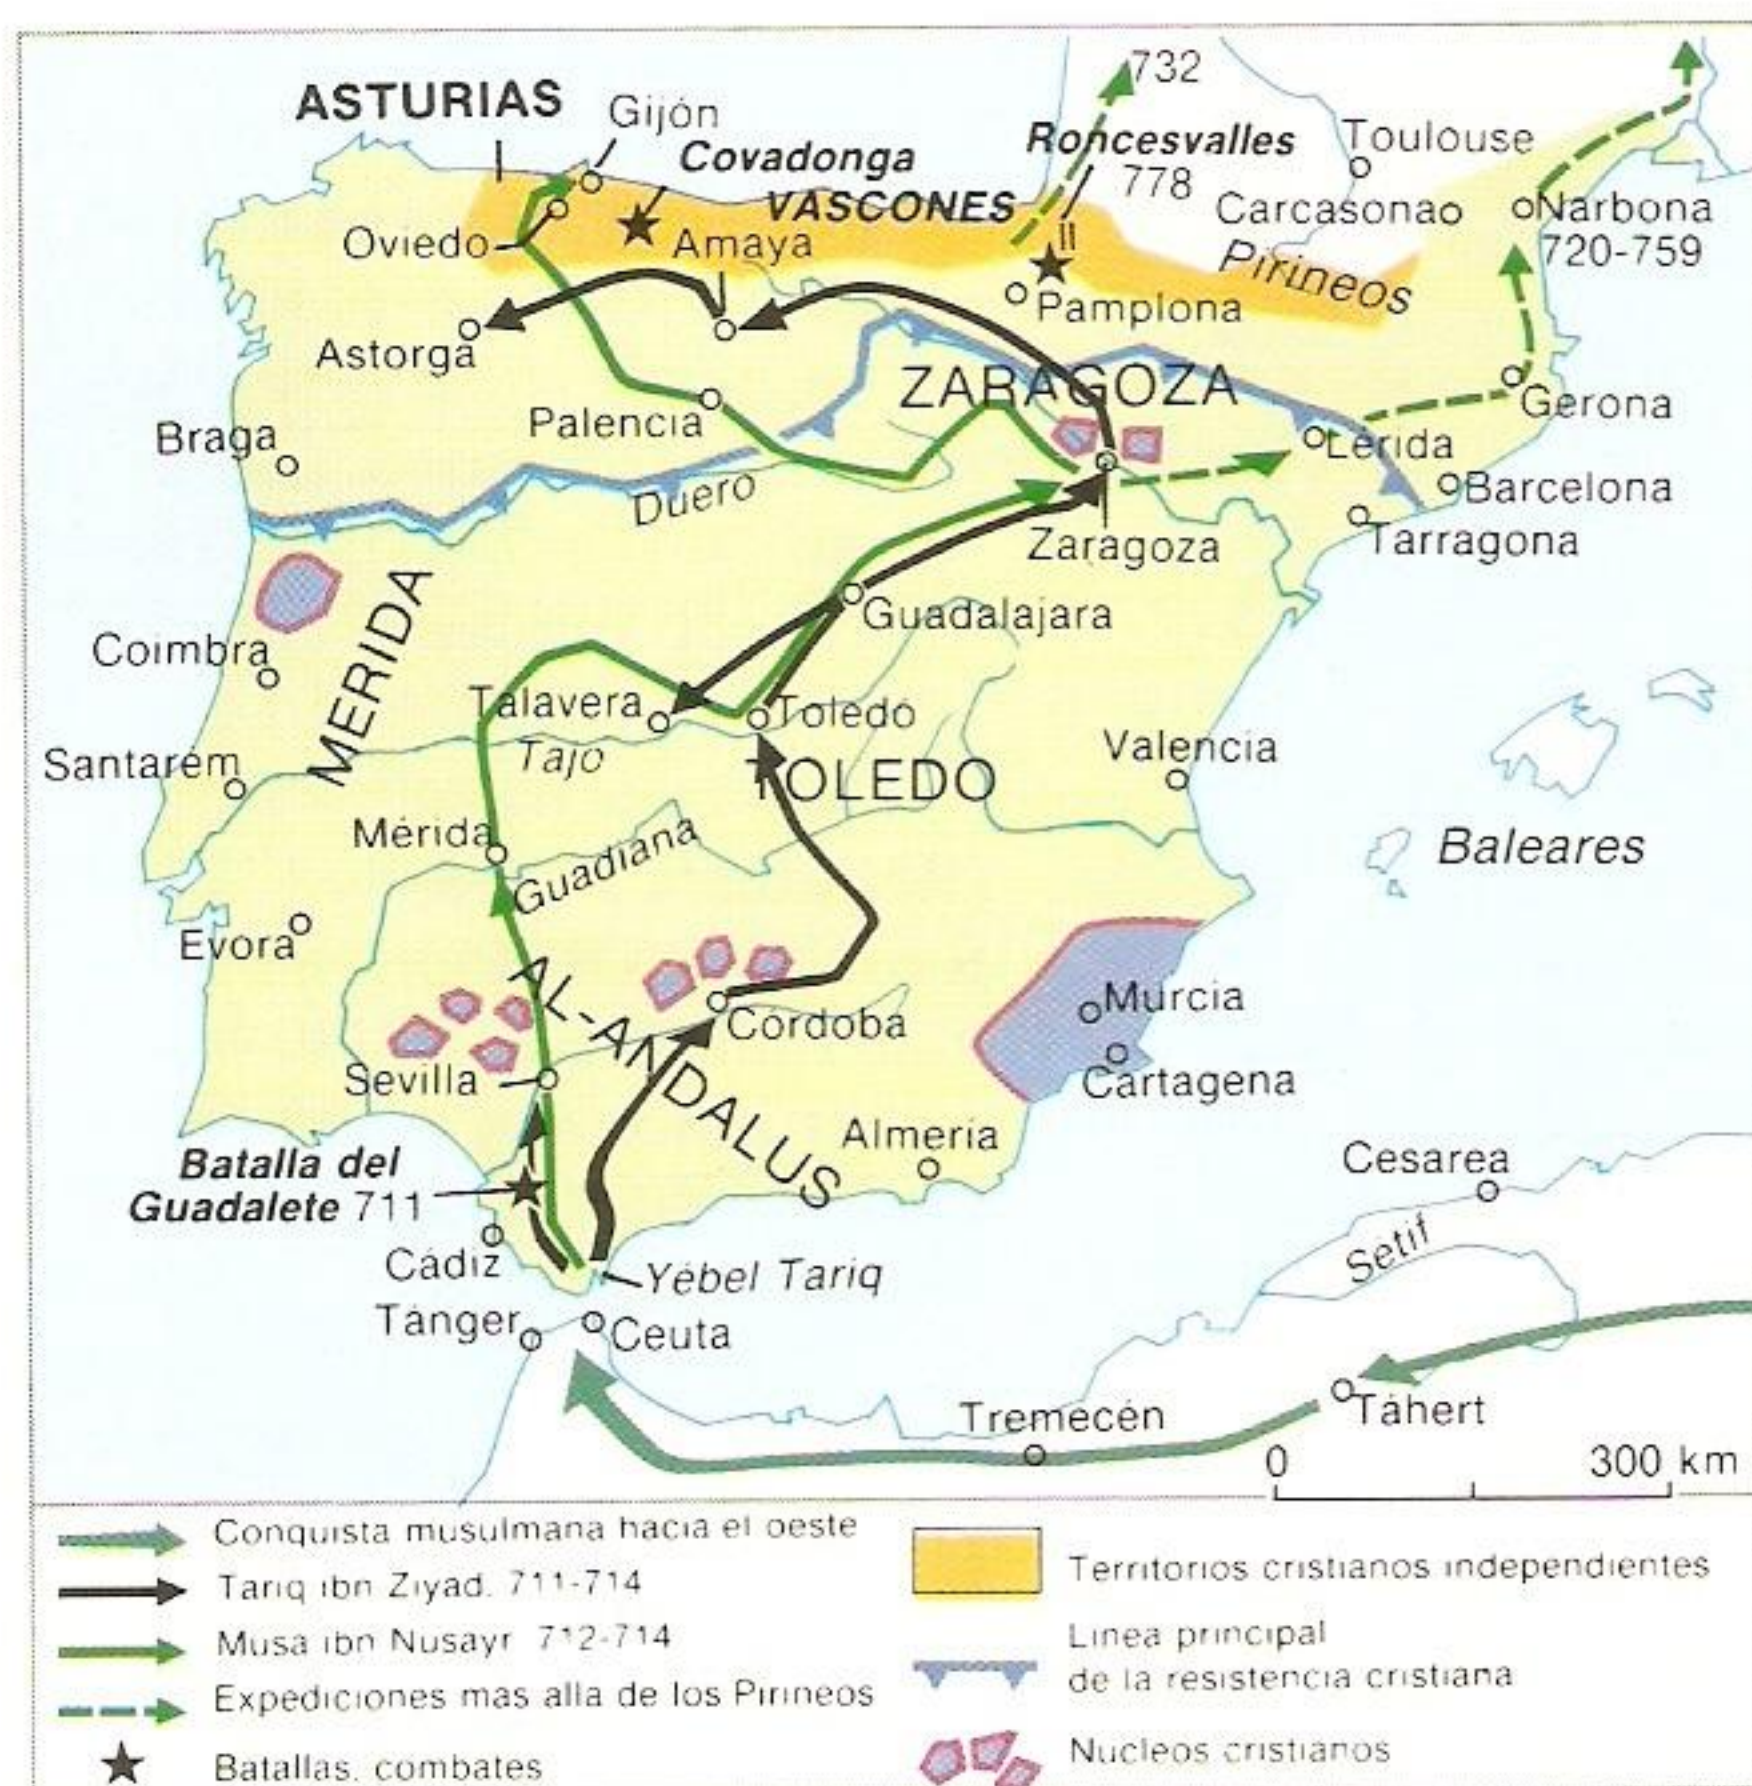 732
ASTURIAS
Gijón
Covadonga
Roncesvalles
778
Toulouse
VASCONES
Carcasona
Narbona
720-759
Oviedo
Amaya
Pirineos
Pamplona
Astorga
ZARAGOZA
Gerona
Palencia
Braga
Lérida
Barcelona
Duero
Tarragona
Zaragoza
MERIDA
Guadalajara
Coimbra
Talavera
Toledo
Tajo
Valencia
Santarem
TOLEDO
Mérida
Guadiana
Baleares
Evora
AL-ANDALUS
Murcia
Córdoba
Cartagena
Sevilla
Almería
Batalla del
Guadalete 711
Cesarea
Cádiz
Setif
Yébel Tariq
Tánger
Ceuta
Táhert
Tremecén
0 300 km
Conquista musulmana hacia el oeste
Tariq ibn Ziyad. 711-714
Musa ibn Nusayr 712-714
Expediciones mas alla de los Pirineos
Batallas. combates
Territorios cristianos independientes
Linea principal
de la resistencia cristiana
Nucleos cristianos